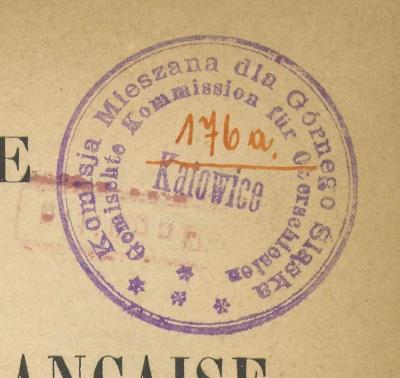 Komisja Mieszana dla Górnego Śląska
Gemischte Kommission für Oberschlesien
176a.
Katowice
E
ANÇAISE